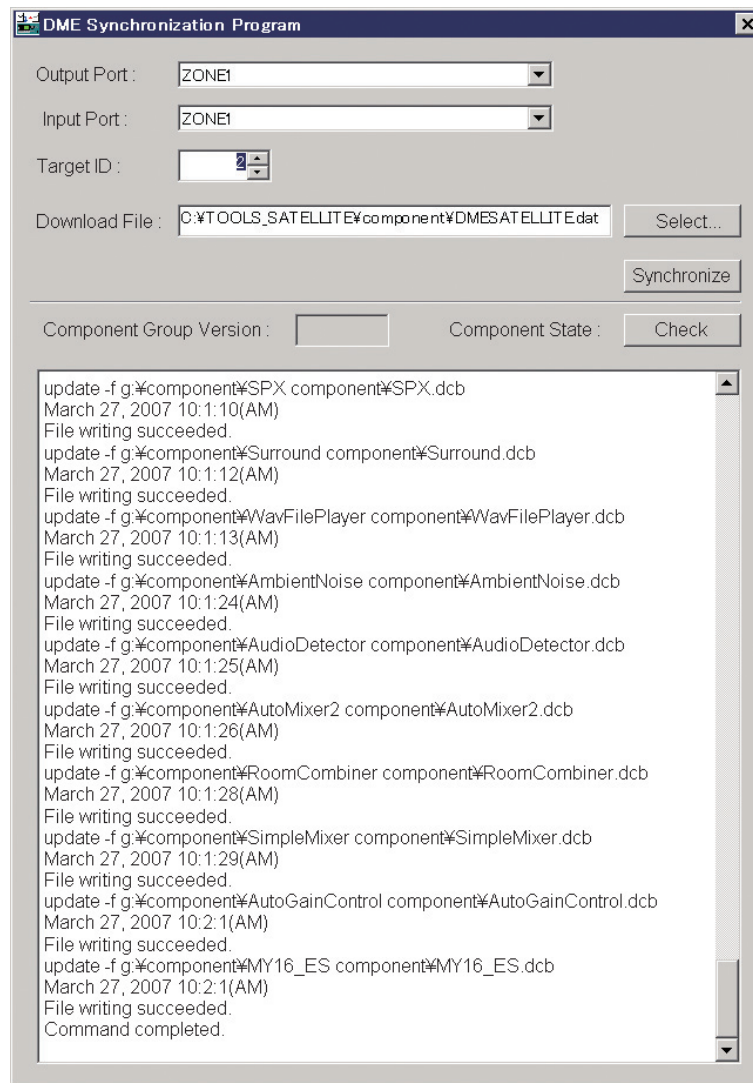 DME Synchronization Program
Output Port : ZONE1
Input Port : ZONE1
Target ID : 2
Download File : C:¥TOOLS_SATELLITE¥component¥DMESATELLITE.dat Select...
Synchronize
Component Group Version : Component State : Check
update -f g:¥component¥SPX component¥SPX.dcb
March 27, 2007 10:1:10(AM)
File writing succeeded.
update -f g:¥component¥Surround component¥Surround.dcb
March 27, 2007 10:1:12(AM)
File writing succeeded.
update -f g:¥component¥WavFilePlayer component¥WavFilePlayer.dcb
March 27, 2007 10:1:13(AM)
File writing succeeded.
update -f g:¥component¥AmbientNoise component¥AmbientNoise.dcb
March 27, 2007 10:1:24(AM)
File writing succeeded.
update -f g:¥component¥AudioDetector component¥AudioDetector.dcb
March 27, 2007 10:1:25(AM)
File writing succeeded.
update -f g:¥component¥AutoMixer2 component¥AutoMixer2.dcb
March 27, 2007 10:1:26(AM)
File writing succeeded.
update -f g:¥component¥RoomCombiner component¥RoomCombiner.dcb
March 27, 2007 10:1:28(AM)
File writing succeeded.
update -f g:¥component¥SimpleMixer component¥SimpleMixer.dcb
March 27, 2007 10:1:29(AM)
File writing succeeded.
update -f g:¥component¥AutoGainControl component¥AutoGainControl.dcb
March 27, 2007 10:2:1(AM)
File writing succeeded.
update -f g:¥component¥MY16_ES component¥MY16_ES.dcb
March 27, 2007 10:2:1(AM)
File writing succeeded.
Command completed.